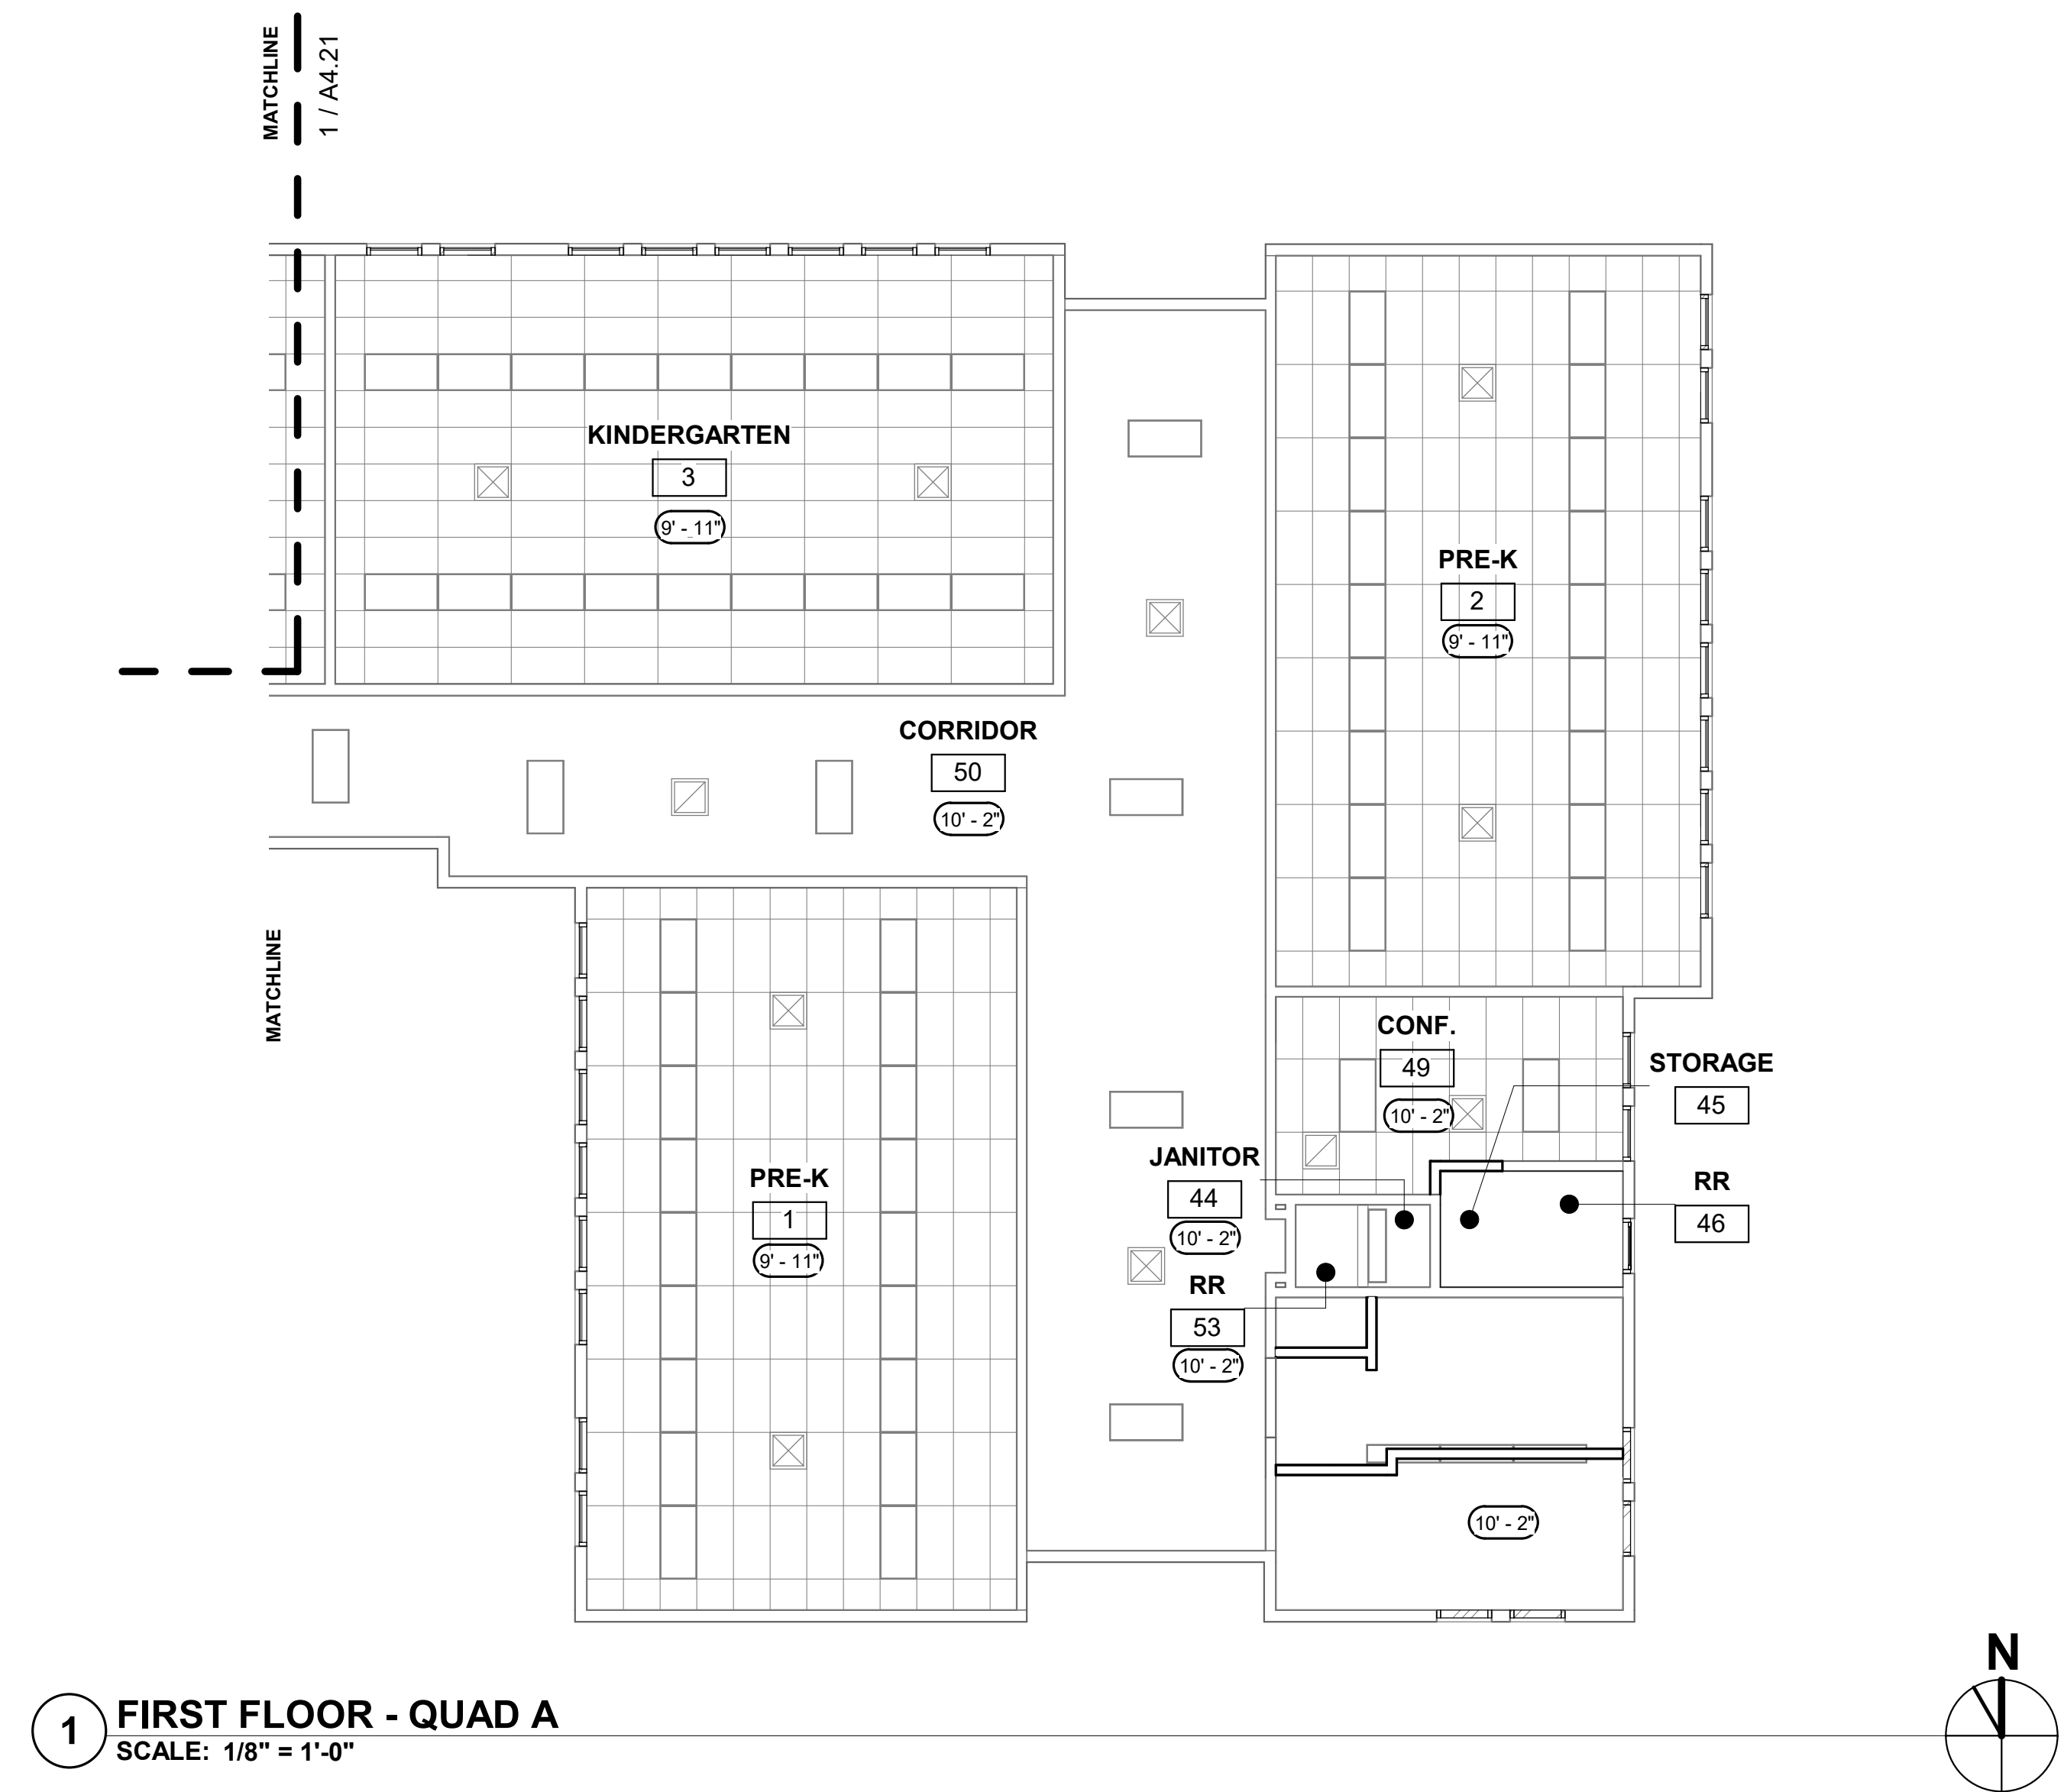 MATCHLINE
1 / A4.21
KINDERGARTEN
3
9' - 11"
PRE-K
2
9' - 11"
CORRIDOR
50
10' - 2"
MATCHLINE
CONF.
49
10' - 2"
STORAGE
45
JANITOR
44
10' - 2"
RR
46
PRE-K
1
9' - 11"
RR
53
10' - 2"
10' - 2"
N
1
FIRST FLOOR - QUAD A
SCALE: 1/8" = 1'-0"